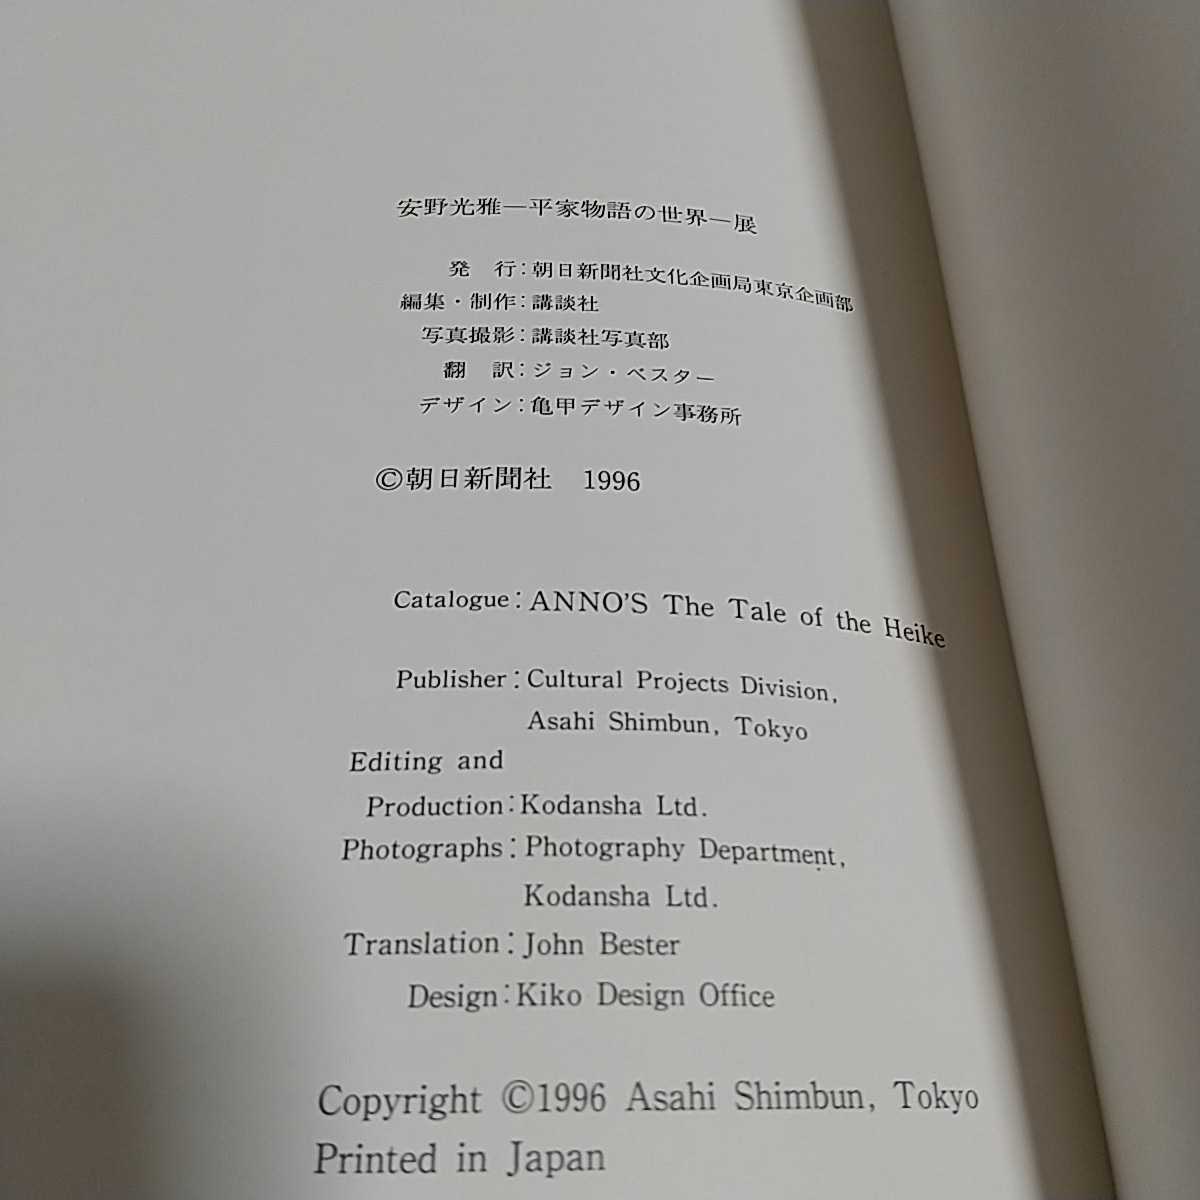 安野光雅―平家物語の世界―展
発 行:朝日新聞社文化企画局東京企画部
編集・制作:講談社
写真撮影:講談社写真部
翻 訳:ジョン・ベスター
デザイン:亀甲デザイン事務所
©朝日新聞社 1996
Catalogue: ANNO'S The Tale of the Heike
Publisher: Cultural Projects Division,
Asahi Shimbun, Tokyo
Editing and
Production: Kodansha Ltd.
Photographs: Photography Department,
Kodansha Ltd.
Translation: John Bester
Design: Kiko Design Office
Copyright ©1996 Asahi Shimbun, Tokyo
Printed in Japan